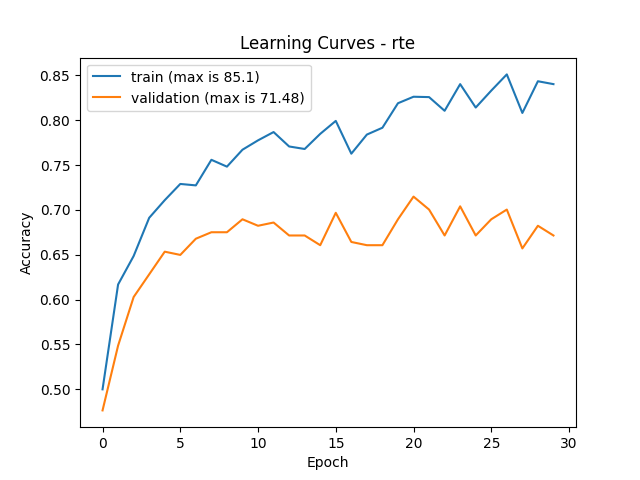 Learning Curves - rte
train (max is 85.1)
validation (max is 71.48)
Accuracy
0.85
0.80
0.75
0.70
0.65
0.60
0.55
0.50
0 5 10 15 20 25 30
Epoch